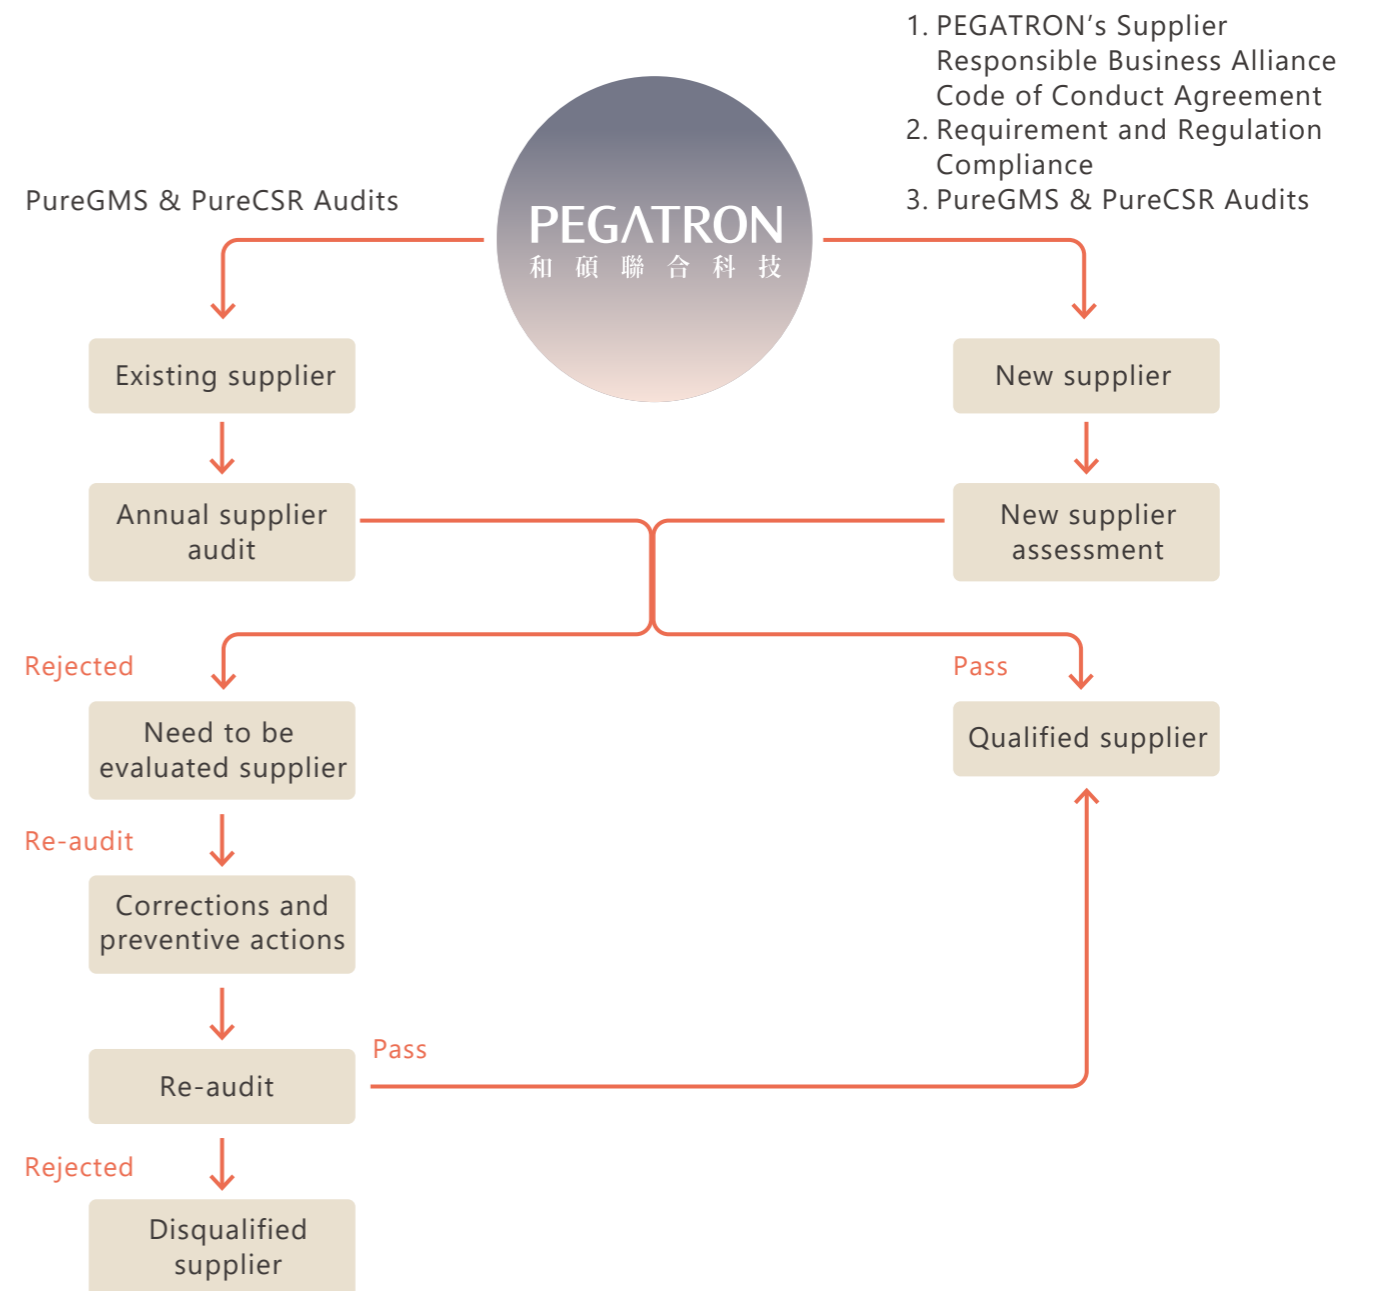 1. PEGATRON’s Supplier
Responsible Business Alliance
Code of Conduct Agreement
2. Requirement and Regulation
Compliance
3. PureGMS & PureCSR Audits
PureGMS & PureCSR Audits
PEGATRON
和碩聯合科技
Existing supplier
New supplier
Annual supplier
audit
New supplier
assessment
Rejected
Pass
Need to be
evaluated supplier
Qualified supplier
Re-audit
Corrections and
preventive actions
Pass
Re-audit
Rejected
Disqualified
supplier